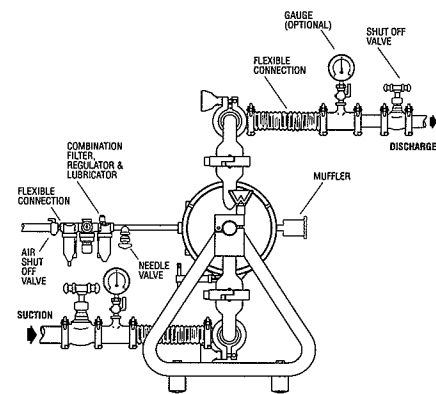 GAUGE
(OPTIONAL)
SHUT OFF
VALVE
FLEXIBLE
CONNECTION
DISCHARGE
COMBINATION
FILTER,
REGULATOR &
LUBRICATOR
MUFFLER
FLEXIBLE
CONNECTION
AIR
SHUT
OFF
VALVE
NEEDLE
VALVE
SUCTION